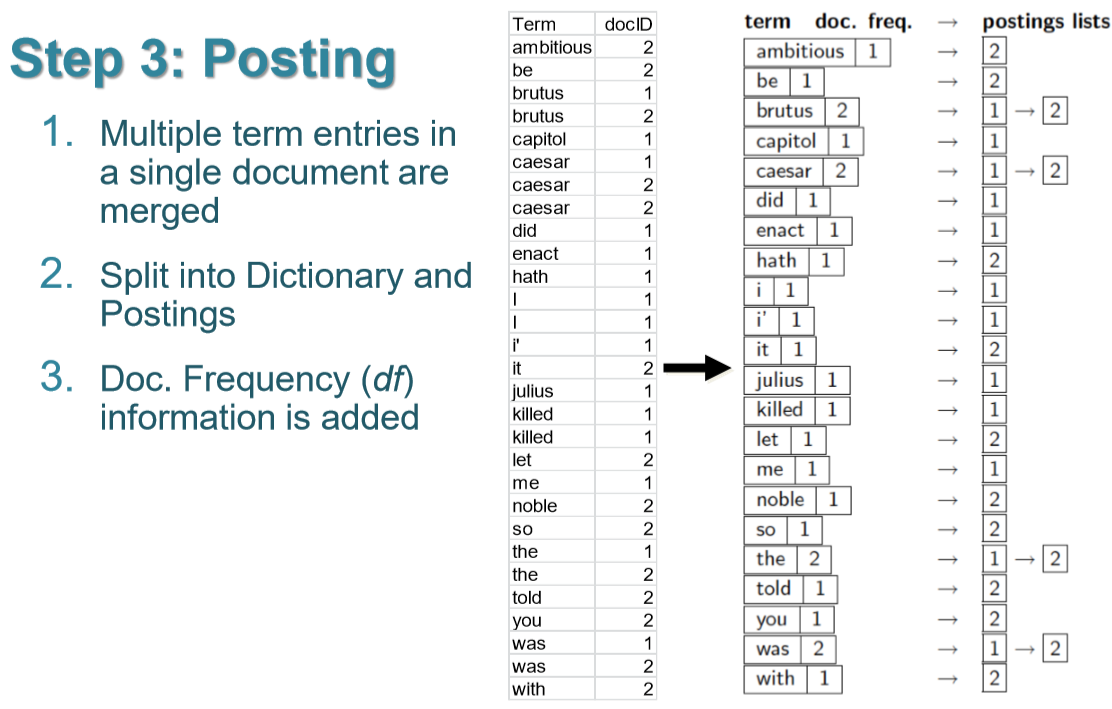 Step 3: Posting
1. Multiple term entries in
a single document are
merged
2. Split into Dictionary and
Postings
3. Doc. Frequency (df)
information is added
Term docID
ambitious 2
be 2
brutus 1
brutus 2
capitol 1
caesar 1
caesar 2
caesar 2
did 1
enact 1
hath 1
I 1
I 1
i' 1
it 2
julius 1
killed 1
killed 1
let 2
me 1
noble 2
so 2
the 1
the 2
told 2
you 2
was 1
was 2
with 2
term doc. freq. → postings lists
ambitious 1 → 2
be 1 → 2
brutus 2 → 1 → 2
capitol 1 → 1
caesar 2 → 1 → 2
did 1 → 1
enact 1 → 1
hath 1 → 2
i 1 → 1
i' 1 → 1
it 1 → 2
julius 1 → 1
killed 1 → 1
let 1 → 2
me 1 → 1
noble 1 → 2
so 1 → 2
the 2 → 1 → 2
told 1 → 2
you 1 → 2
was 2 → 1 → 2
with 1 → 2